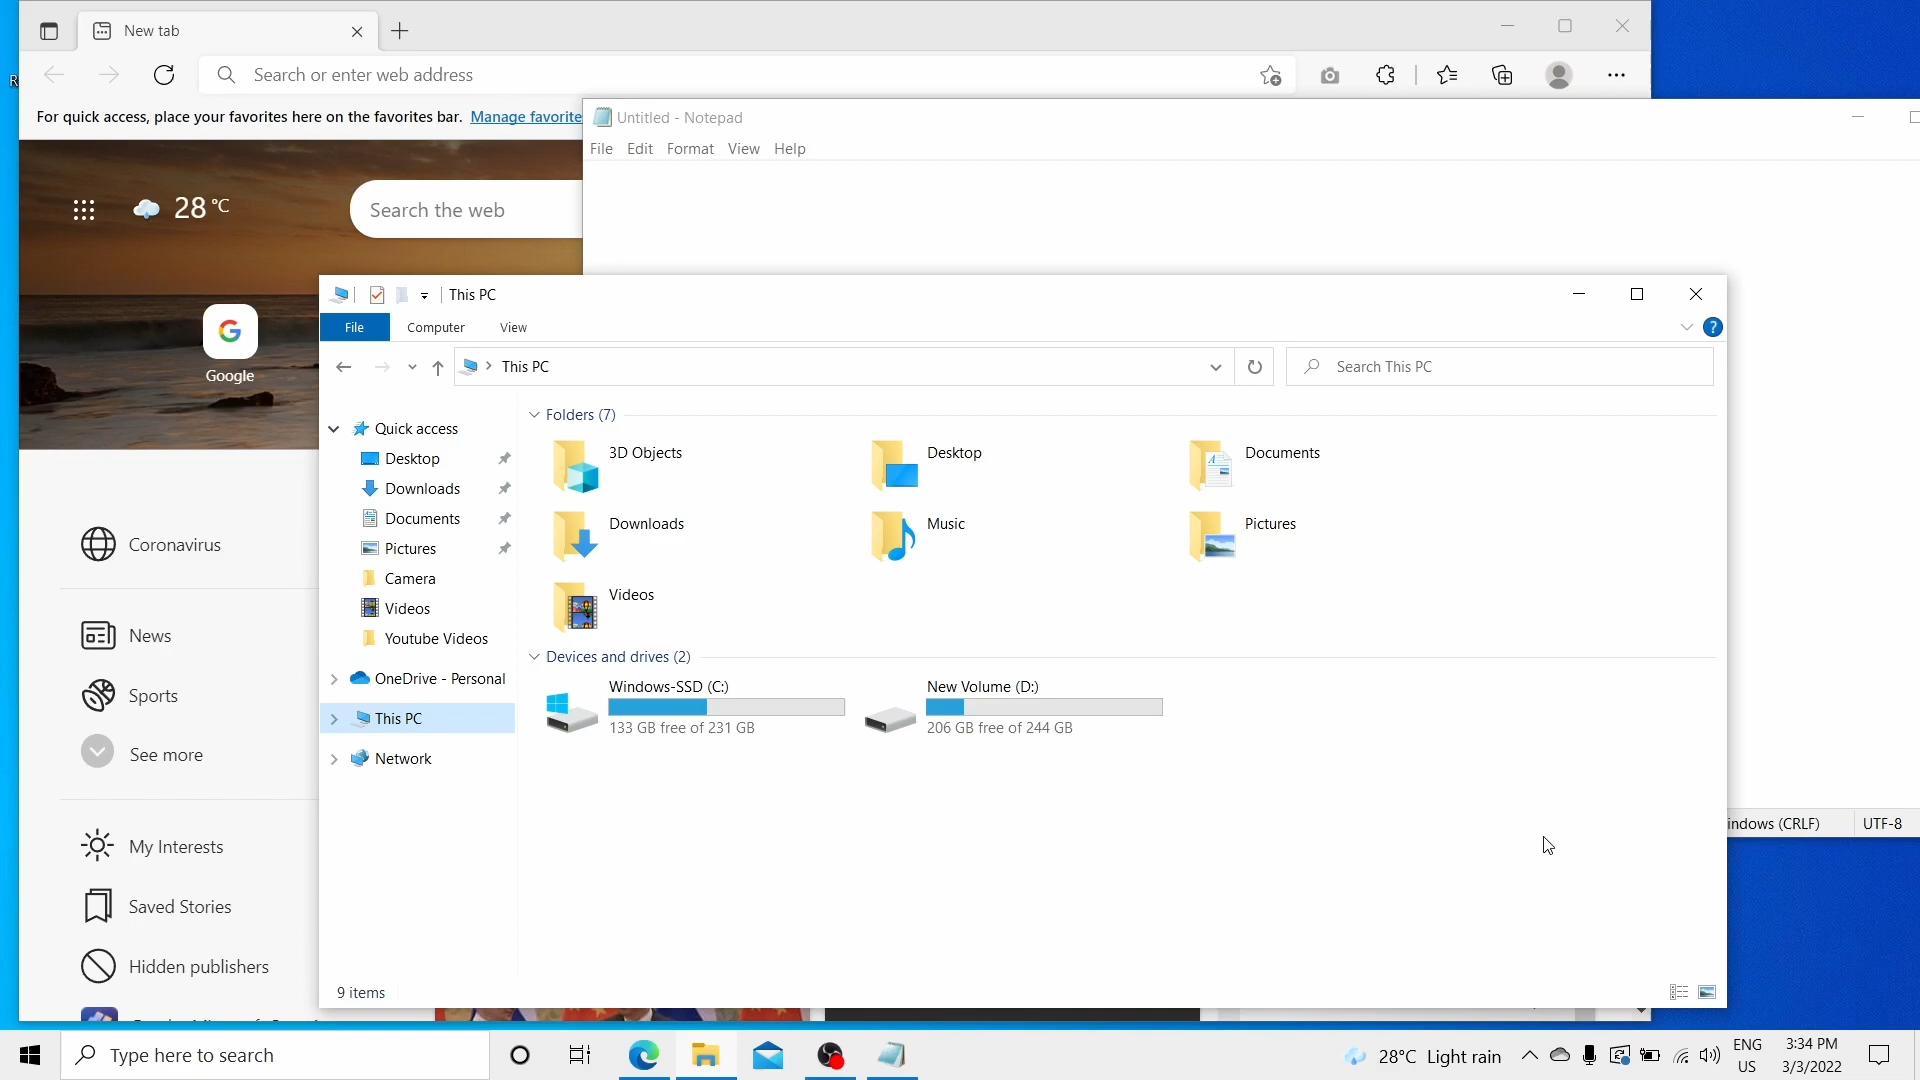 New tab
Search or enter web address
For quick access, place your favorites here on the favorites bar. Manage favorite
28 °C
Search the web
Google
Coronavirus
News
Sports
See more
My Interests
Saved Stories
Hidden publishers
Untitled - Notepad
File Edit Format View Help
indows (CRLF) UTF-8
This PC
File Computer View
This PC
Search This PC
Quick access
Desktop
Downloads
Documents
Pictures
Camera
Videos
Youtube Videos
OneDrive - Personal
This PC
Network
Folders (7)
3D Objects
Desktop
Documents
Downloads
Music
Pictures
Videos
Devices and drives (2)
Windows-SSD (C:)
133 GB free of 231 GB
New Volume (D:)
206 GB free of 244 GB
9 items
Type here to search
28°C Light rain
ENG
US
3:34 PM
3/3/2022